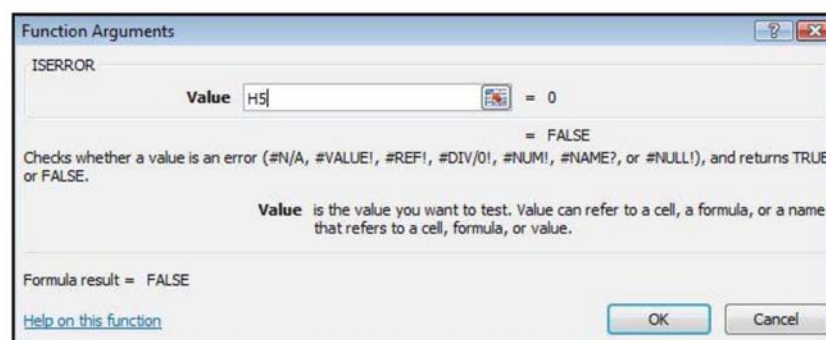 Function Arguments
ISERROR
Value H5 = 0
= FALSE
Checks whether a value is an error (#N/A, #VALUE!, #REF!, #DIV/0!, #NUM!, #NAME?, or #NULL!), and returns TRUE
or FALSE.
Value is the value you want to test. Value can refer to a cell, a formula, or a name
that refers to a cell, formula, or value.
Formula result = FALSE
Help on this function OK Cancel